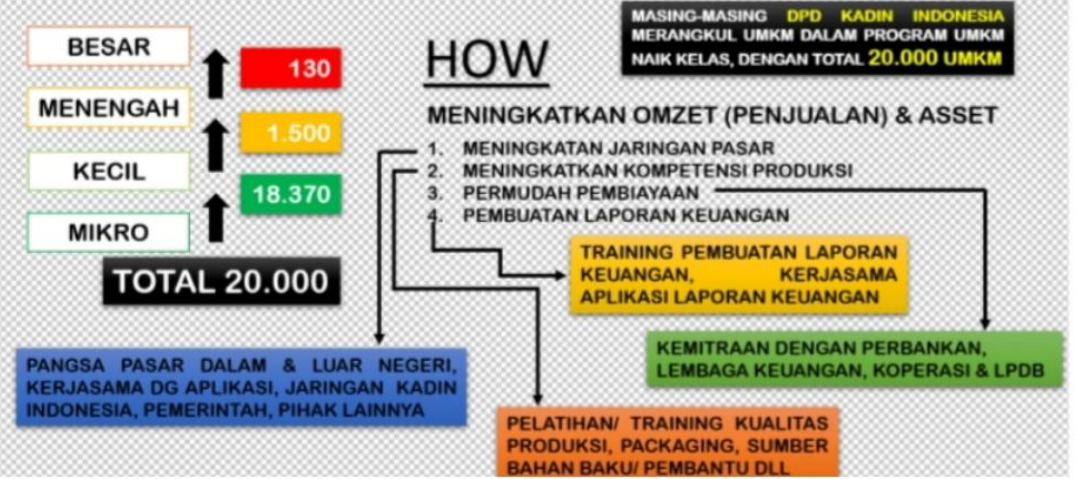 BESAR
130
MENENGAH
1.500
KECIL
18.370
MIKRO
TOTAL 20.000
HOW
MASING-MASING DPD KADIN INDONESIA
MERANGKUL UMKM DALAM PROGRAM UMKM
NAIK KELAS, DENGAN TOTAL 20.000 UMKM
MENINGKATKAN OMZET (PENJUALAN) & ASSET
1. MENINGKATAN JARINGAN PASAR
2. MENINGKATKAN KOMPETENSI PRODUKSI
3. PERMUDAH PEMBIAYAAN
4. PEMBUATAN LAPORAN KEUANGAN
TRAINING PEMBUATAN LAPORAN
KEUANGAN, KERJASAMA
APLIKASI LAPORAN KEUANGAN
KEMITRAAN DENGAN PERBANKAN,
LEMBAGA KEUANGAN, KOPERASI & LPDB
PANGSA PASAR DALAM & LUAR NEGERI,
KERJASAMA DG APLIKASI, JARINGAN KADIN
INDONESIA, PEMERINTAH, PIHAK LAINNYA
PELATIHAN/ TRAINING KUALITAS
PRODUKSI, PACKAGING, SUMBER
BAHAN BAKU/ PEMBANTU DLL